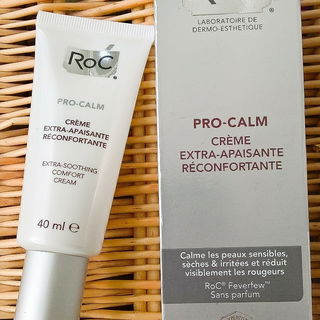 RoC
PRO-CALM
CRÈME
EXTRA-APAISANTE
RÉCONFORTANTE
EXTRA-SOOTHING
COMFORT
CREAM
40 ml e
LABORATOIRE DE
DERMO-ESTHETIQUE
PRO-CALM
CRÈME
EXTRA-APAISANTE
RÉCONFORTANTE
Calme les peaux sensibles,
sèches & irritées et réduit
visiblement les rougeurs
RoC® Feverfew™
Sans parfum